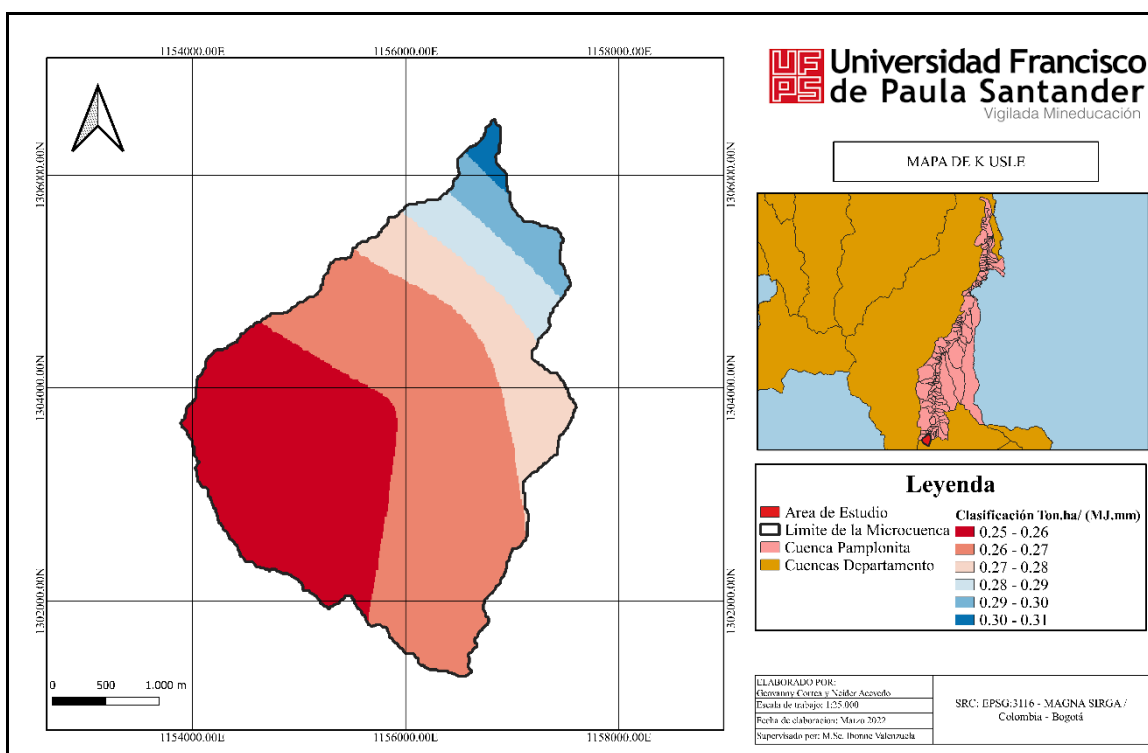 1154000.00E 1156000.00E 1158000.00E
1306000.00N 1306000.00N
1304000.00N 1304000.00N
1302000.00N 1302000.00N
0 500 1.000 m
1154000.00E 1156000.00E 1158000.00E
UFPS
Universidad Francisco
de Paula Santander
Vigilada Mineducación
MAPA DE K USLE
Leyenda
Area de Estudio
Limite de la Microcuenca
Cuenca Pamplonita
Cuencas Departamento
Clasificación Ton.ha/ (MJ.mm)
0.25 - 0.26
0.26 - 0.27
0.27 - 0.28
0.28 - 0.29
0.29 - 0.30
0.30 - 0.31
ELABORADO POR:
Geovanny Correa y Neider Acevedo
Escala de trabajo: 1:25.000
Fecha de elaboracion: Marzo 2022
Supervisado por: M.Sc. Ibonne Valenzuela
SRC: EPSG:3116 - MAGNA SIRGA /
Colombia - Bogotá